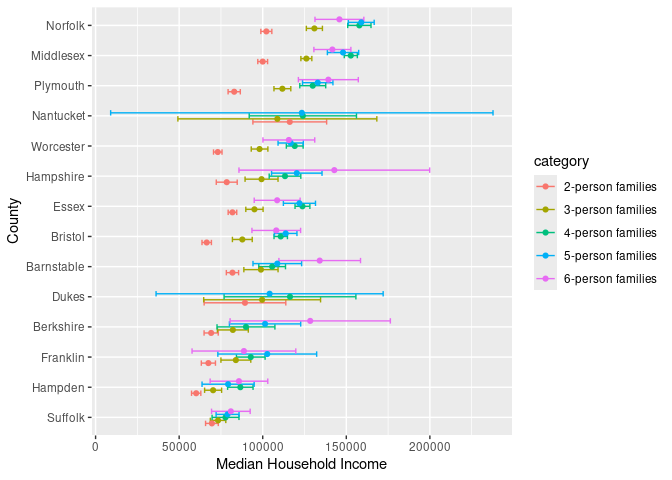 County
Norfolk
Middlesex
Plymouth
Nantucket
Worcester
Hampshire
Essex
Bristol
Barnstable
Dukes
Berkshire
Franklin
Hampden
Suffolk
0 50000 100000 150000 200000
Median Household Income
category
2-person families
3-person families
4-person families
5-person families
6-person families